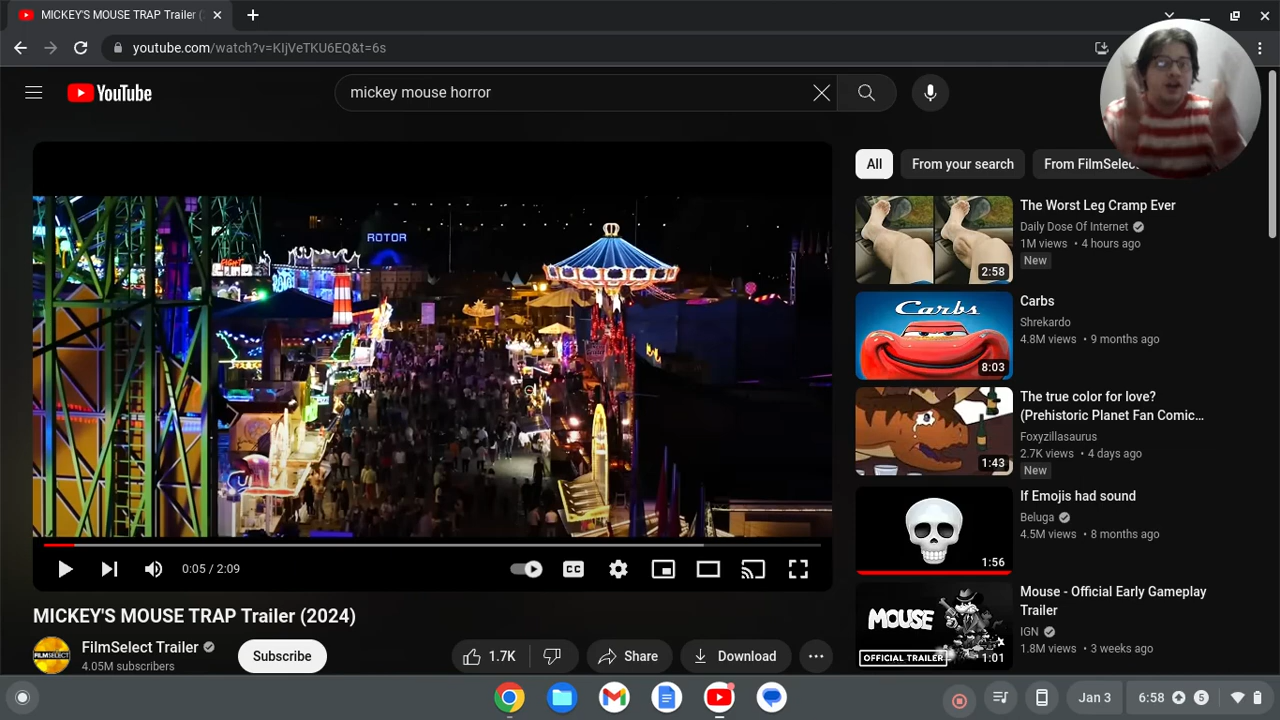 MICKEY'S MOUSE TRAP Trailer (
youtube.com/watch?v=KIjVeTKU6EQ&t=6s
YouTube
mickey mouse horror
All
From your search
From FilmSelec
ROTOR
FIGHT
The Worst Leg Cramp Ever
Daily Dose Of Internet
1M views • 4 hours ago
New
2:58
Carbs
Carbs
Shrekardo
4.8M views • 9 months ago
8:03
The true color for love?
(Prehistoric Planet Fan Comic...
Foxyzillasaurus
2.7K views • 4 days ago
New
1:43
If Emojis had sound
Beluga
4.5M views • 8 months ago
1:56
Mouse - Official Early Gameplay
Trailer
IGN
1.8M views • 3 weeks ago
MOUSE
OFFICIAL TRAILER
1:01
0:05 / 2:09
CC
MICKEY'S MOUSE TRAP Trailer (2024)
FILMSELECT
FilmSelect Trailer
4.05M subscribers
Subscribe
1.7K
Share
Download
Jan 3
6:58
5